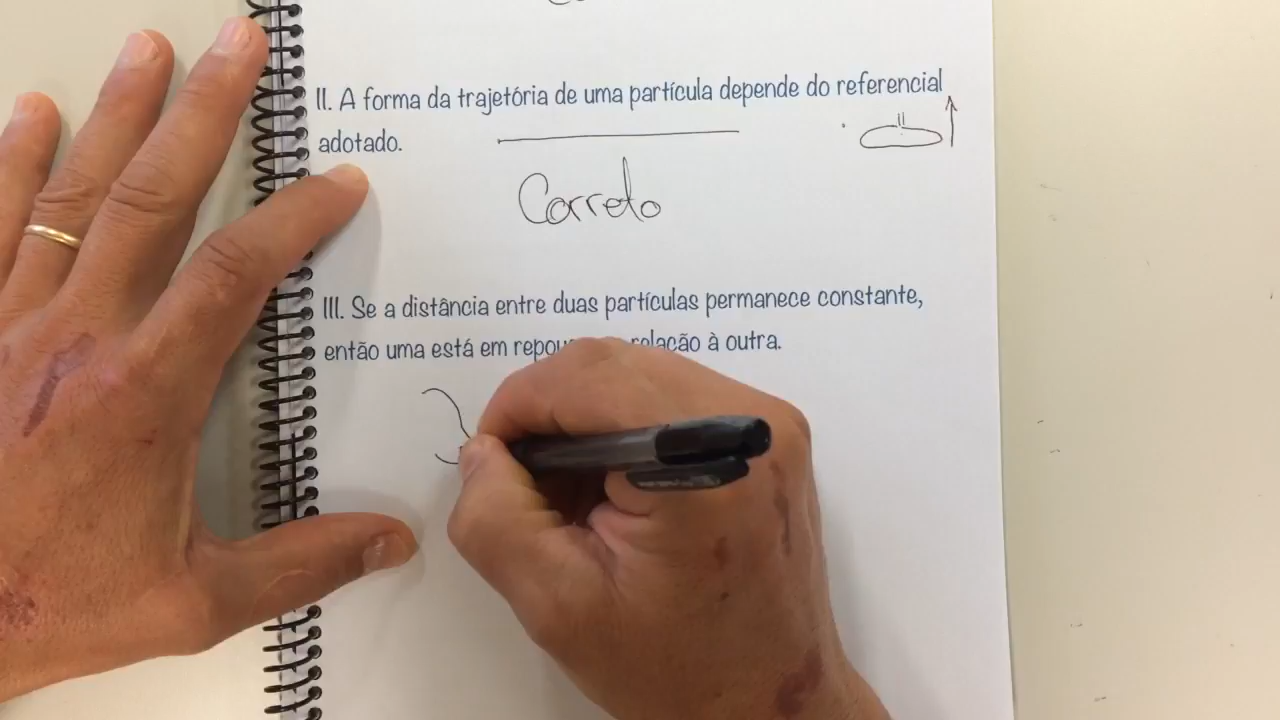 II. A forma da trajetória de uma partícula depende do referencial
adotado.
Correto
III. Se a distância entre duas partículas permanece constante,
então uma está em relação à outra.